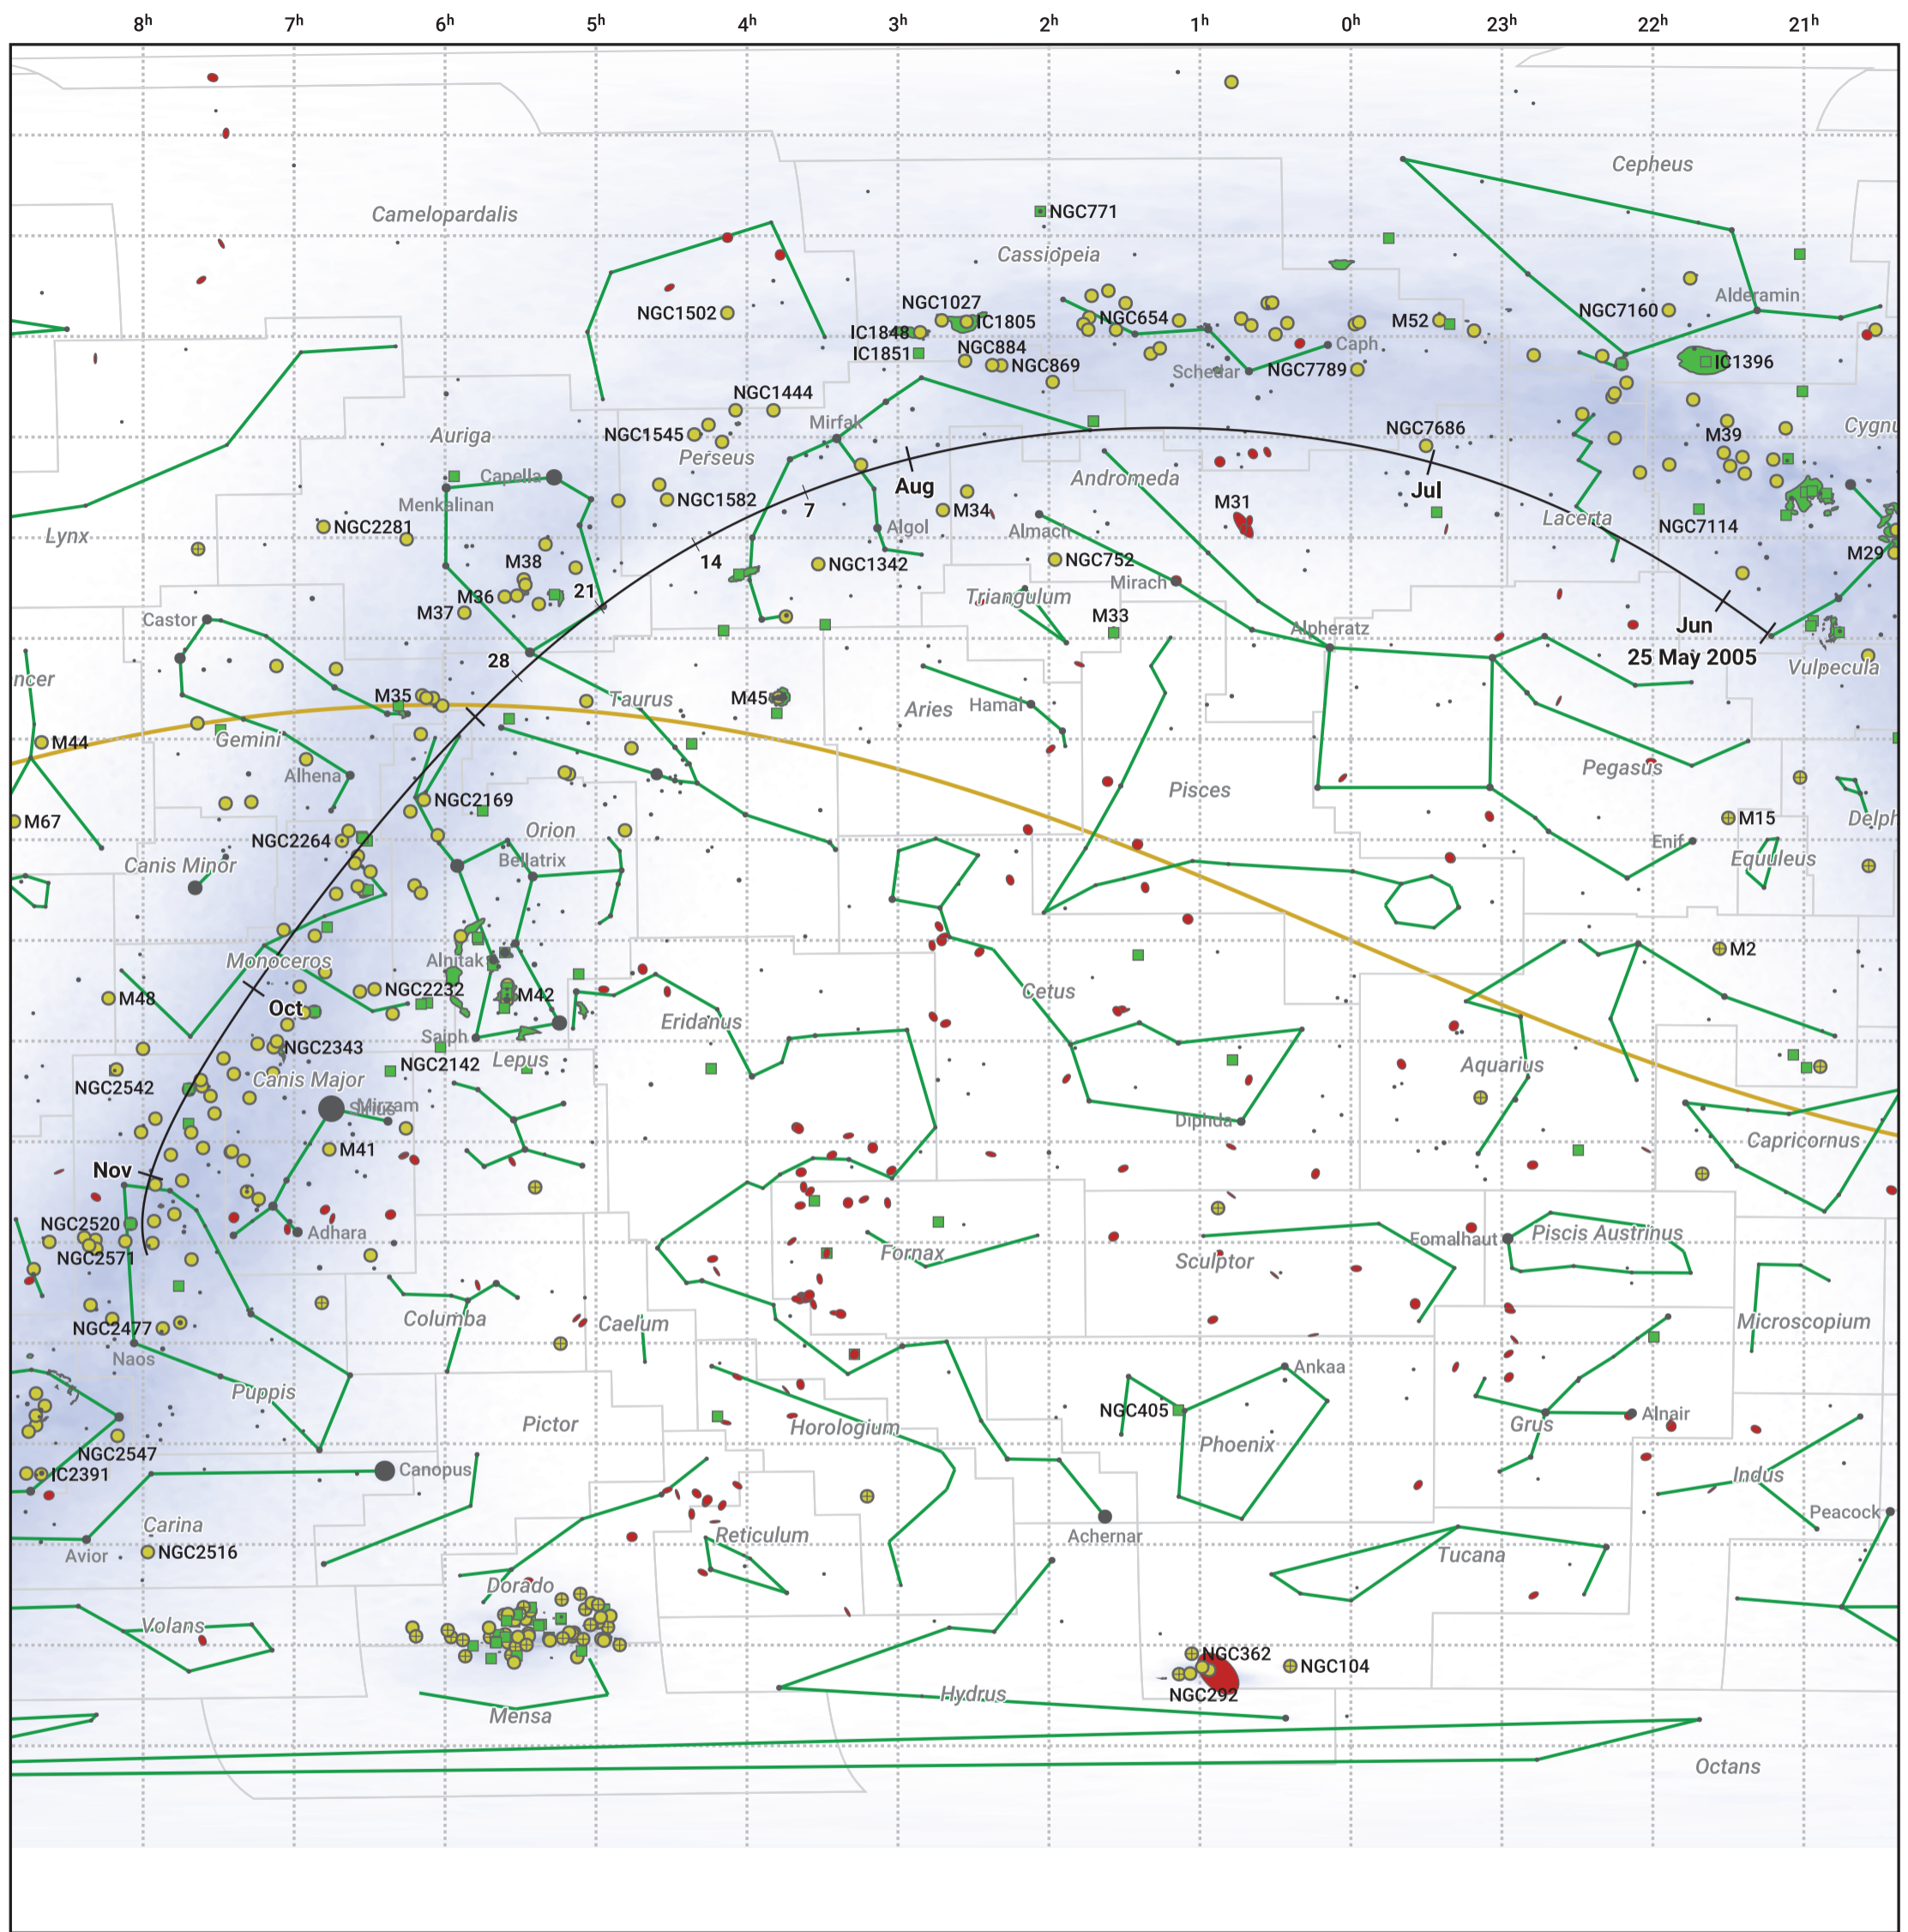 8h 7h 6h 5h 4h 3h 2h 1h 0h 23h 22h 21h
Cepheus
Camelopardalis
NGC771
Cassiopeia
Alderamin
NGC1027
NGC1502
NGC7160
IC1805
NGC654
M52
IC1848
IC1851
NGC884
Caph
NGC869
Schedar
NGC7789
IC1396
NGC1444
Mirfak
NGC7686
Cygnu
Auriga
NGC1545
M39
Perseus
Capella
Andromeda
Aug
Jul
Menkalinan
NGC1582
7
M34
M31
Lacerta
NGC2281
Algol
Almach
NGC7114
Lynx
M29
M38
14
NGC1342
NGC752
Mirach
21
M36
Triangulum
M37
M33
Castor
Alpheratz
Jun
28
25 May 2005
Vulpecula
ncer
M35
Taurus
M45
Aries
Hamal
M44
Gemini
Pegasus
Alhena
Pisces
NGC2169
M67
M15
Delph
Orion
NGC2264
Enif
Canis Minor
Bellatrix
Equuleus
Monoceros
Alnitak
M2
M48
NGC2232
M42
Cetus
Oct
Eridanus
Saiph
NGC2343
Lepus
NGC2142
Aquarius
NGC2542
Canis Major
Sirius
Mirzam
Diphda
M41
Capricornus
Nov
NGC2520
Adhara
Fomalhaut
Piscis Austrinus
NGC2571
Fornax
Sculptor
Columba
Caelum
Microscopium
NGC2477
Naos
Ankaa
Puppis
NGC405
Alnair
Pictor
Horologium
Grus
NGC2547
Phoenix
IC2391
Canopus
Indus
Peacock
Carina
Reticulum
Achernar
Avior
NGC2516
Tucana
Dorado
Volans
NGC362
NGC104
NGC292
Hydrus
Mensa
Octans